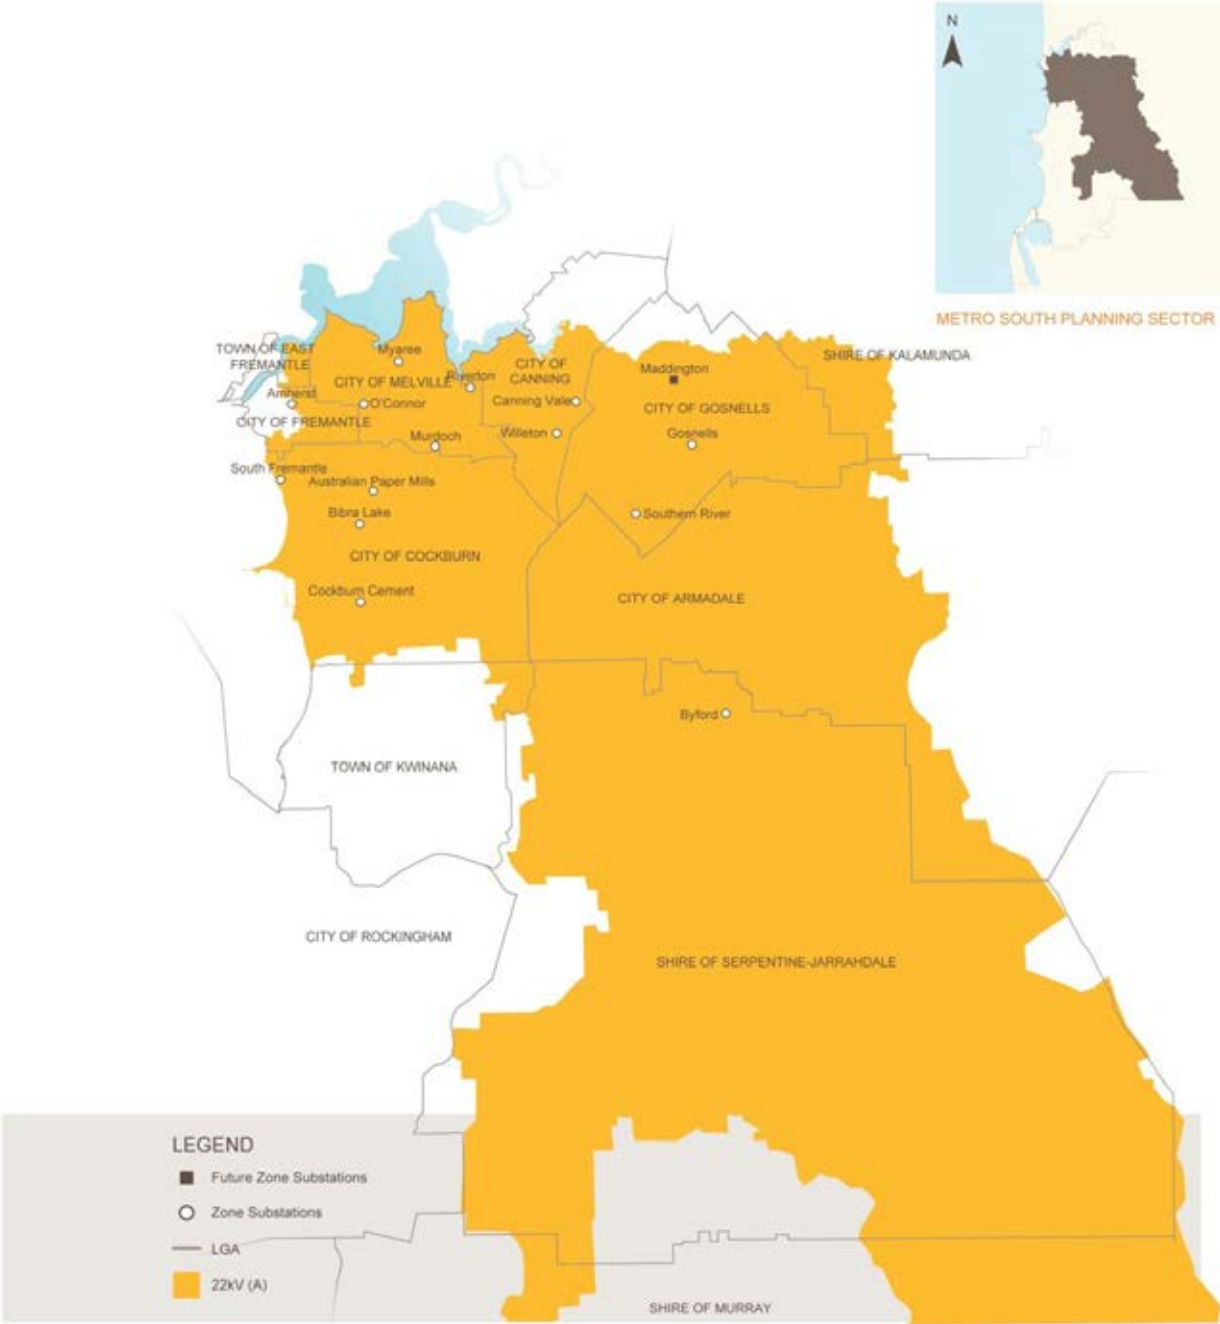 N
METRO SOUTH PLANNING SECTOR
TOWN OF EAST
FREMANTLE
Myaree
CITY OF
CANNING
SHIRE OF KALAMUNDA
Maddington
CITY OF MELVILLE
Riverton
Amherst
O'Connor
Canning Vale
CITY OF GOSNELLS
CITY OF FREMANTLE
Murdoch
Willeton
Gosnells
South Fremantle
Australian Paper Mills
Bibra Lake
Southern River
CITY OF COCKBURN
Cockburn Cement
CITY OF ARMADALE
Byford
TOWN OF KWINANA
CITY OF ROCKINGHAM
SHIRE OF SERPENTINE-JARRAHDALE
LEGEND
Future Zone Substations
Zone Substations
LGA
22kV (A)
SHIRE OF MURRAY